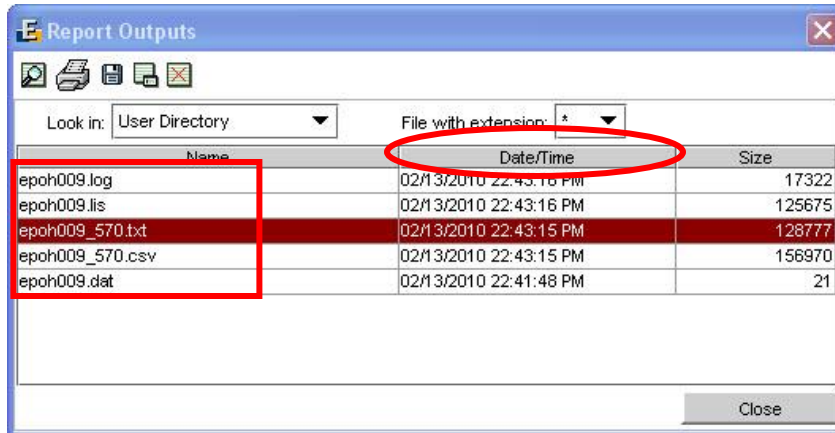 E Report Outputs
Look in: User Directory File with extension: *
Name Date/Time Size
epoh009.log 02/13/2010 22:43:16 PM 17322
epoh009.lis 02/13/2010 22:43:16 PM 125675
epoh009_570.txt 02/13/2010 22:43:15 PM 128777
epoh009_570.csv 02/13/2010 22:43:15 PM 156970
epoh009.dat 02/13/2010 22:41:48 PM 21
Close